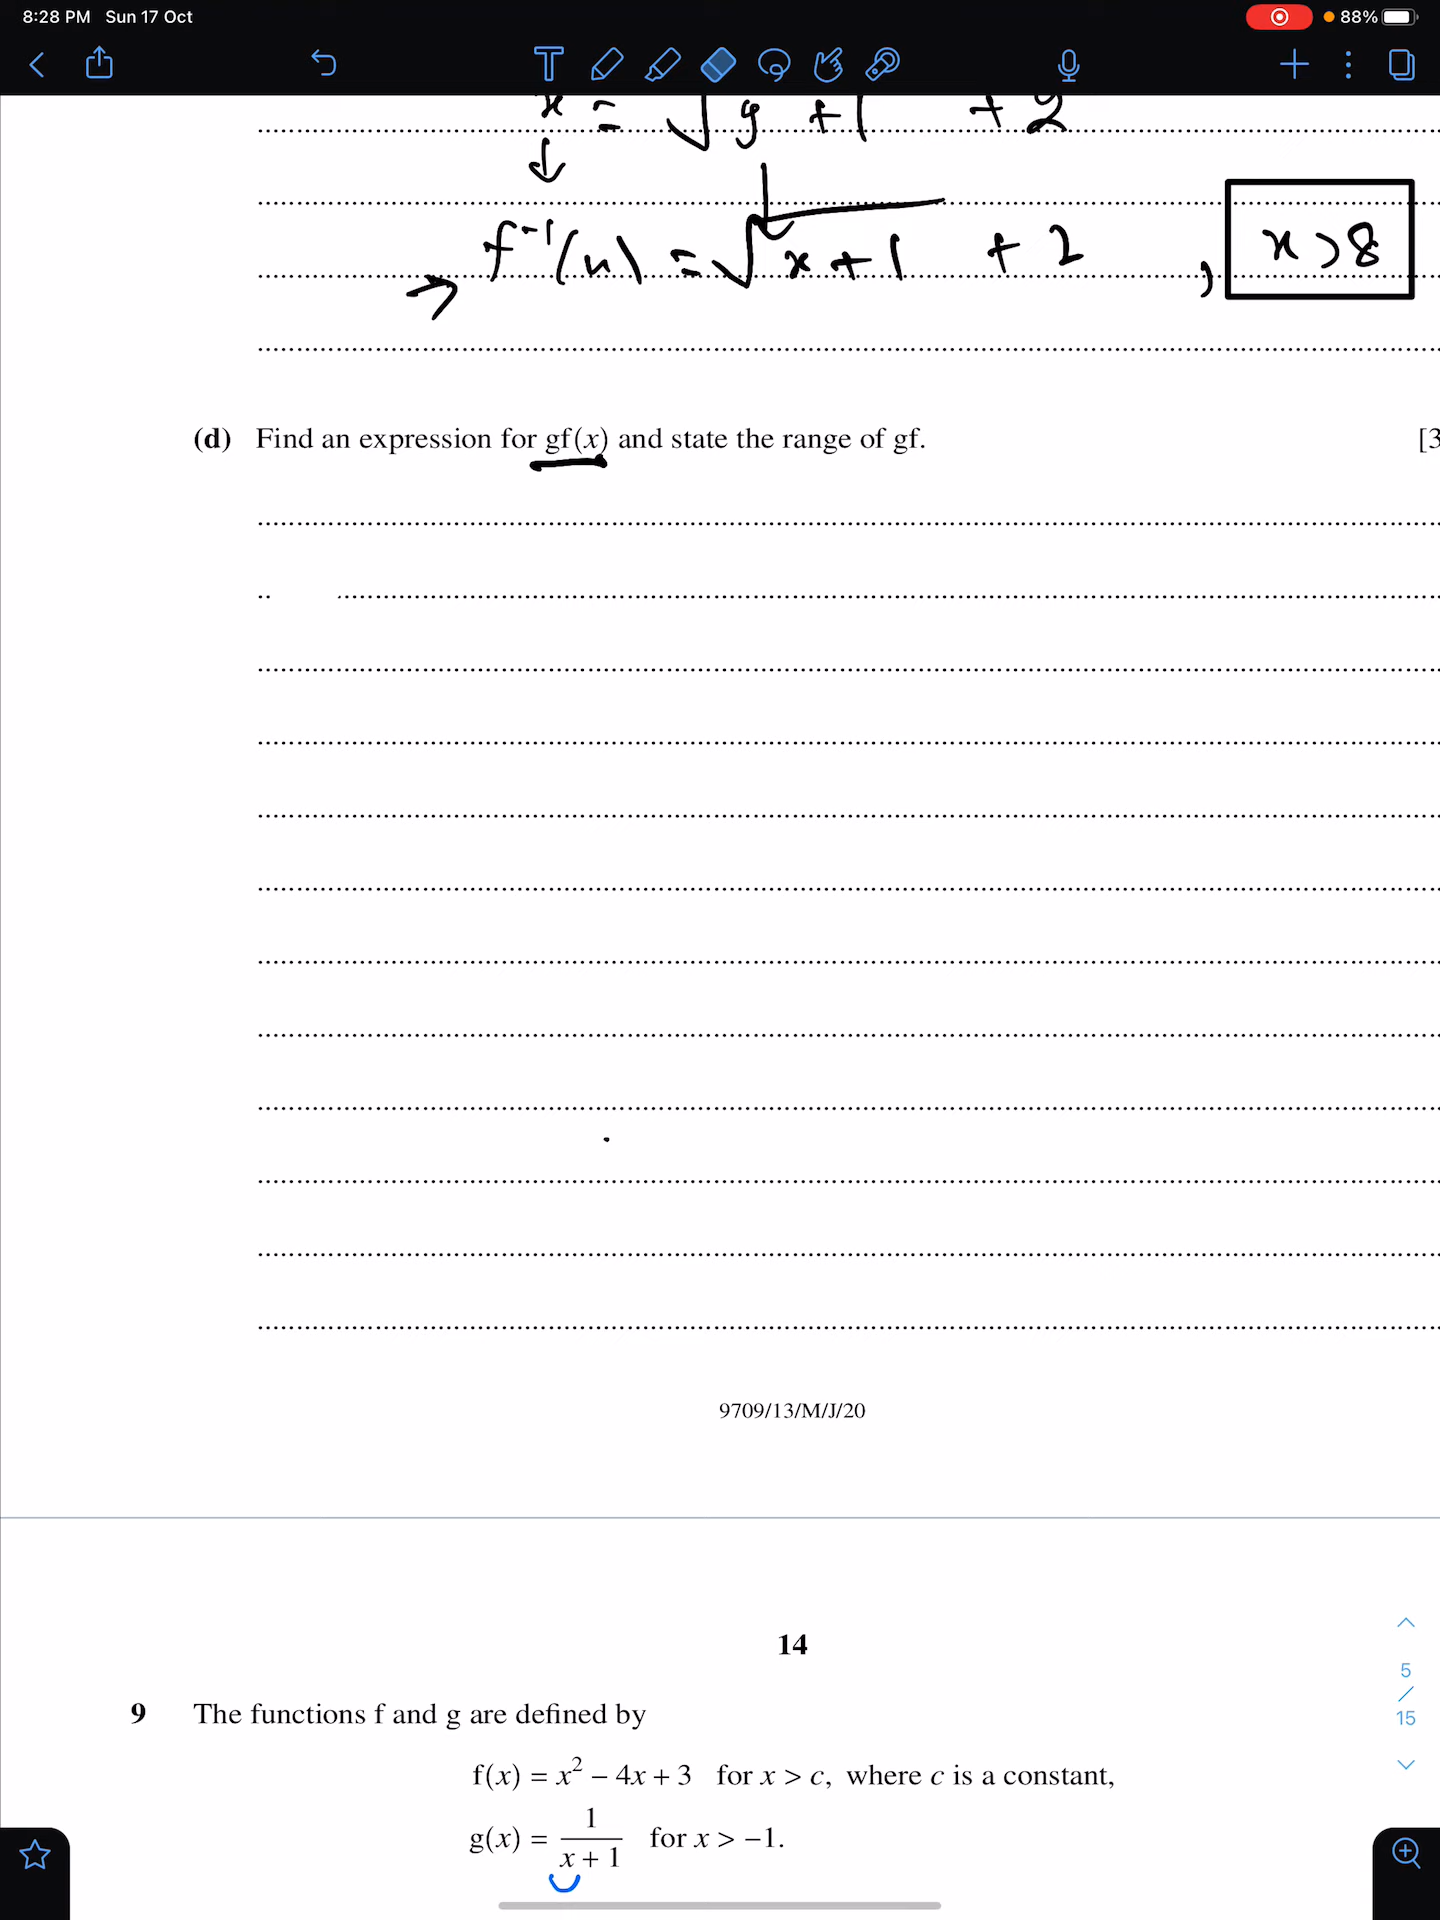 8:28 PM Sun 17 Oct 88%
x = √y + 1 + 2
f⁻¹(x) = √x + 1 + 2 , x > 8
(d) Find an expression for gf(x) and state the range of gf. [3
9709/13/M/J/20
14
5
/
15
9 The functions f and g are defined by
f(x) = x² − 4x + 3 for x > c, where c is a constant,
g(x) = 1/(x + 1) for x > −1.